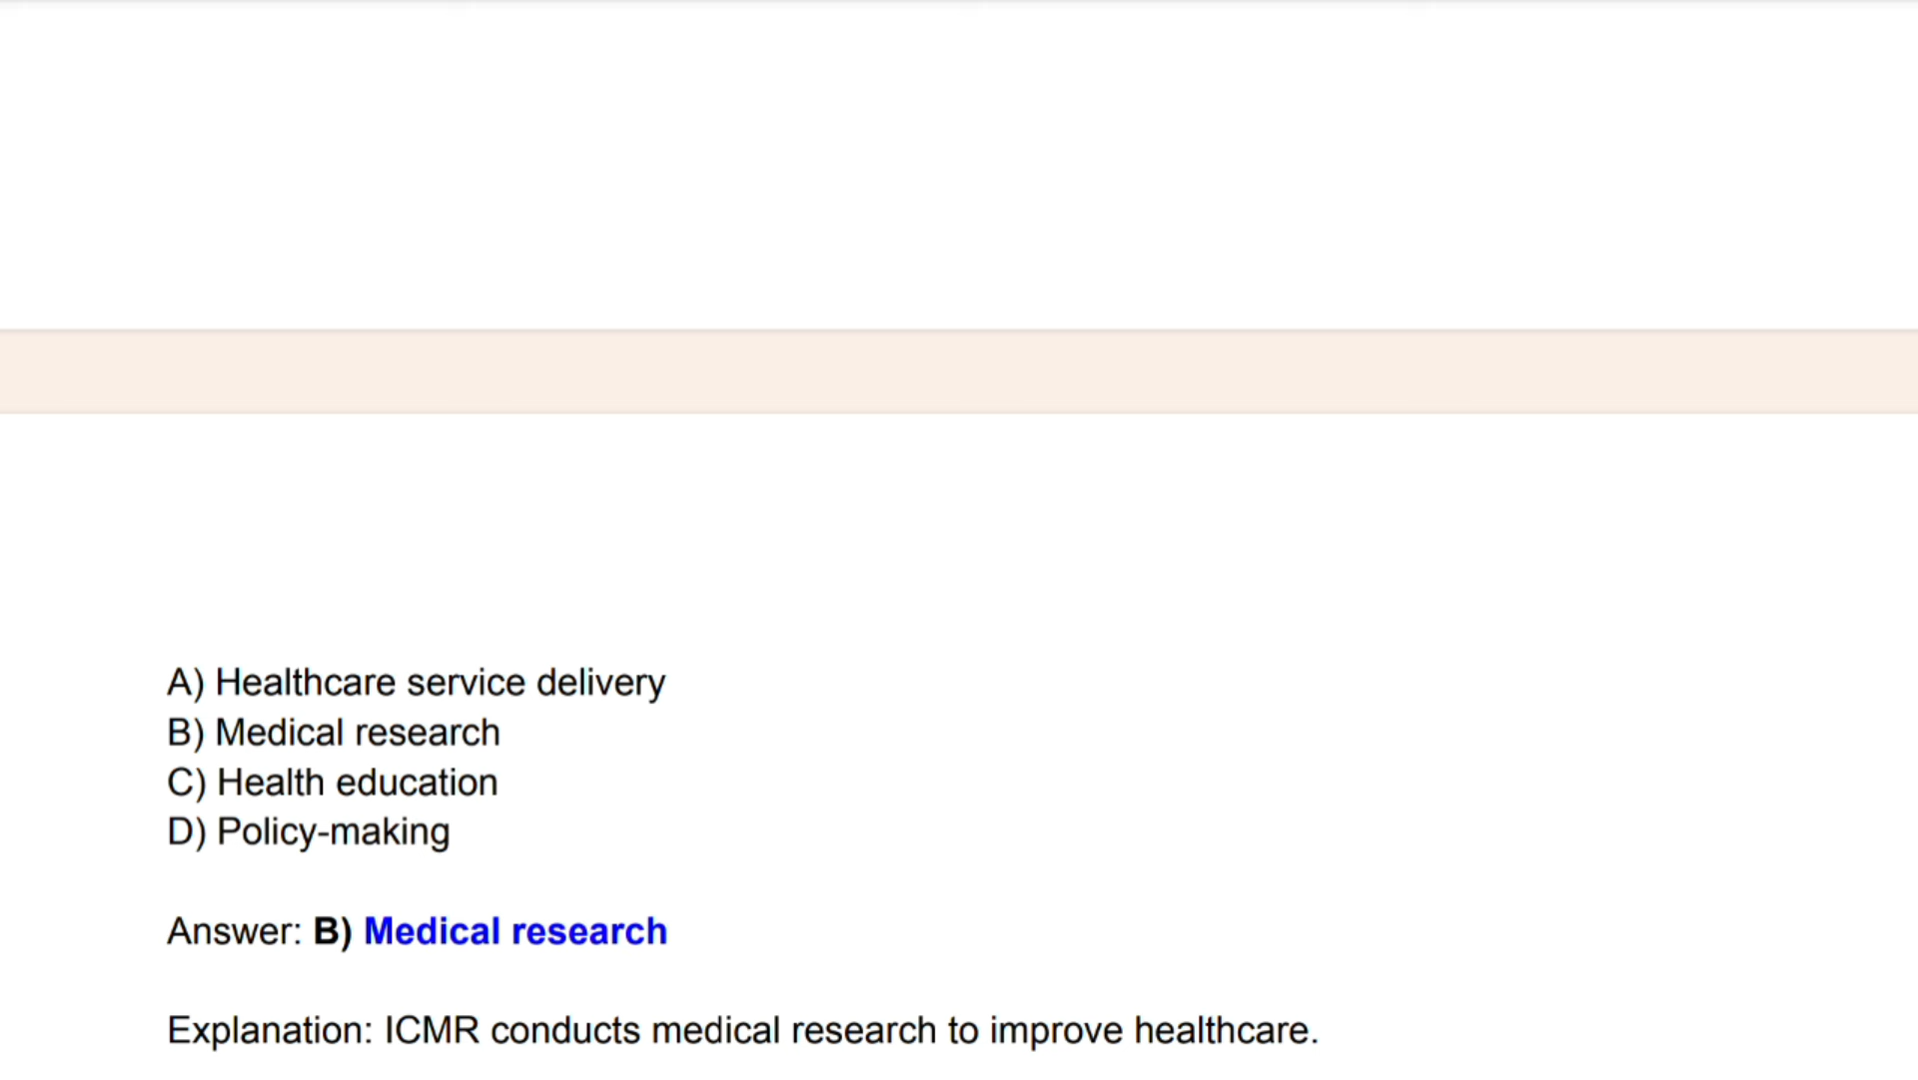 A) Healthcare service delivery
B) Medical research
C) Health education
D) Policy-making
Answer: B) Medical research
Explanation: ICMR conducts medical research to improve healthcare.